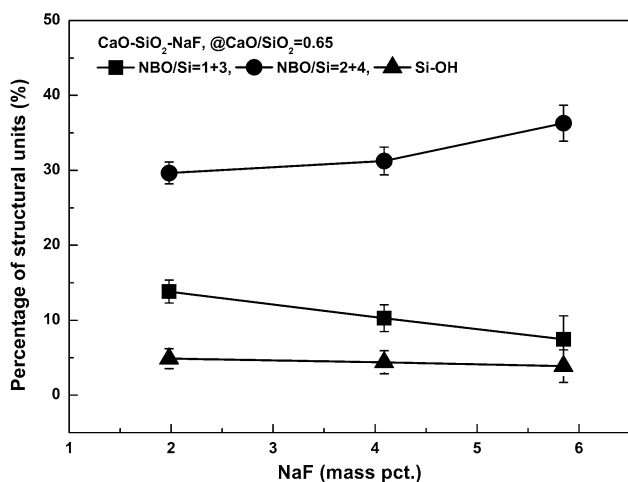 50
40
30
20
10
0
Percentage of structural units (%)
CaO-SiO₂-NaF, @CaO/SiO₂=0.65
NBO/Si=1+3, NBO/Si=2+4, Si-OH
1 2 3 4 5 6
NaF (mass pct.)